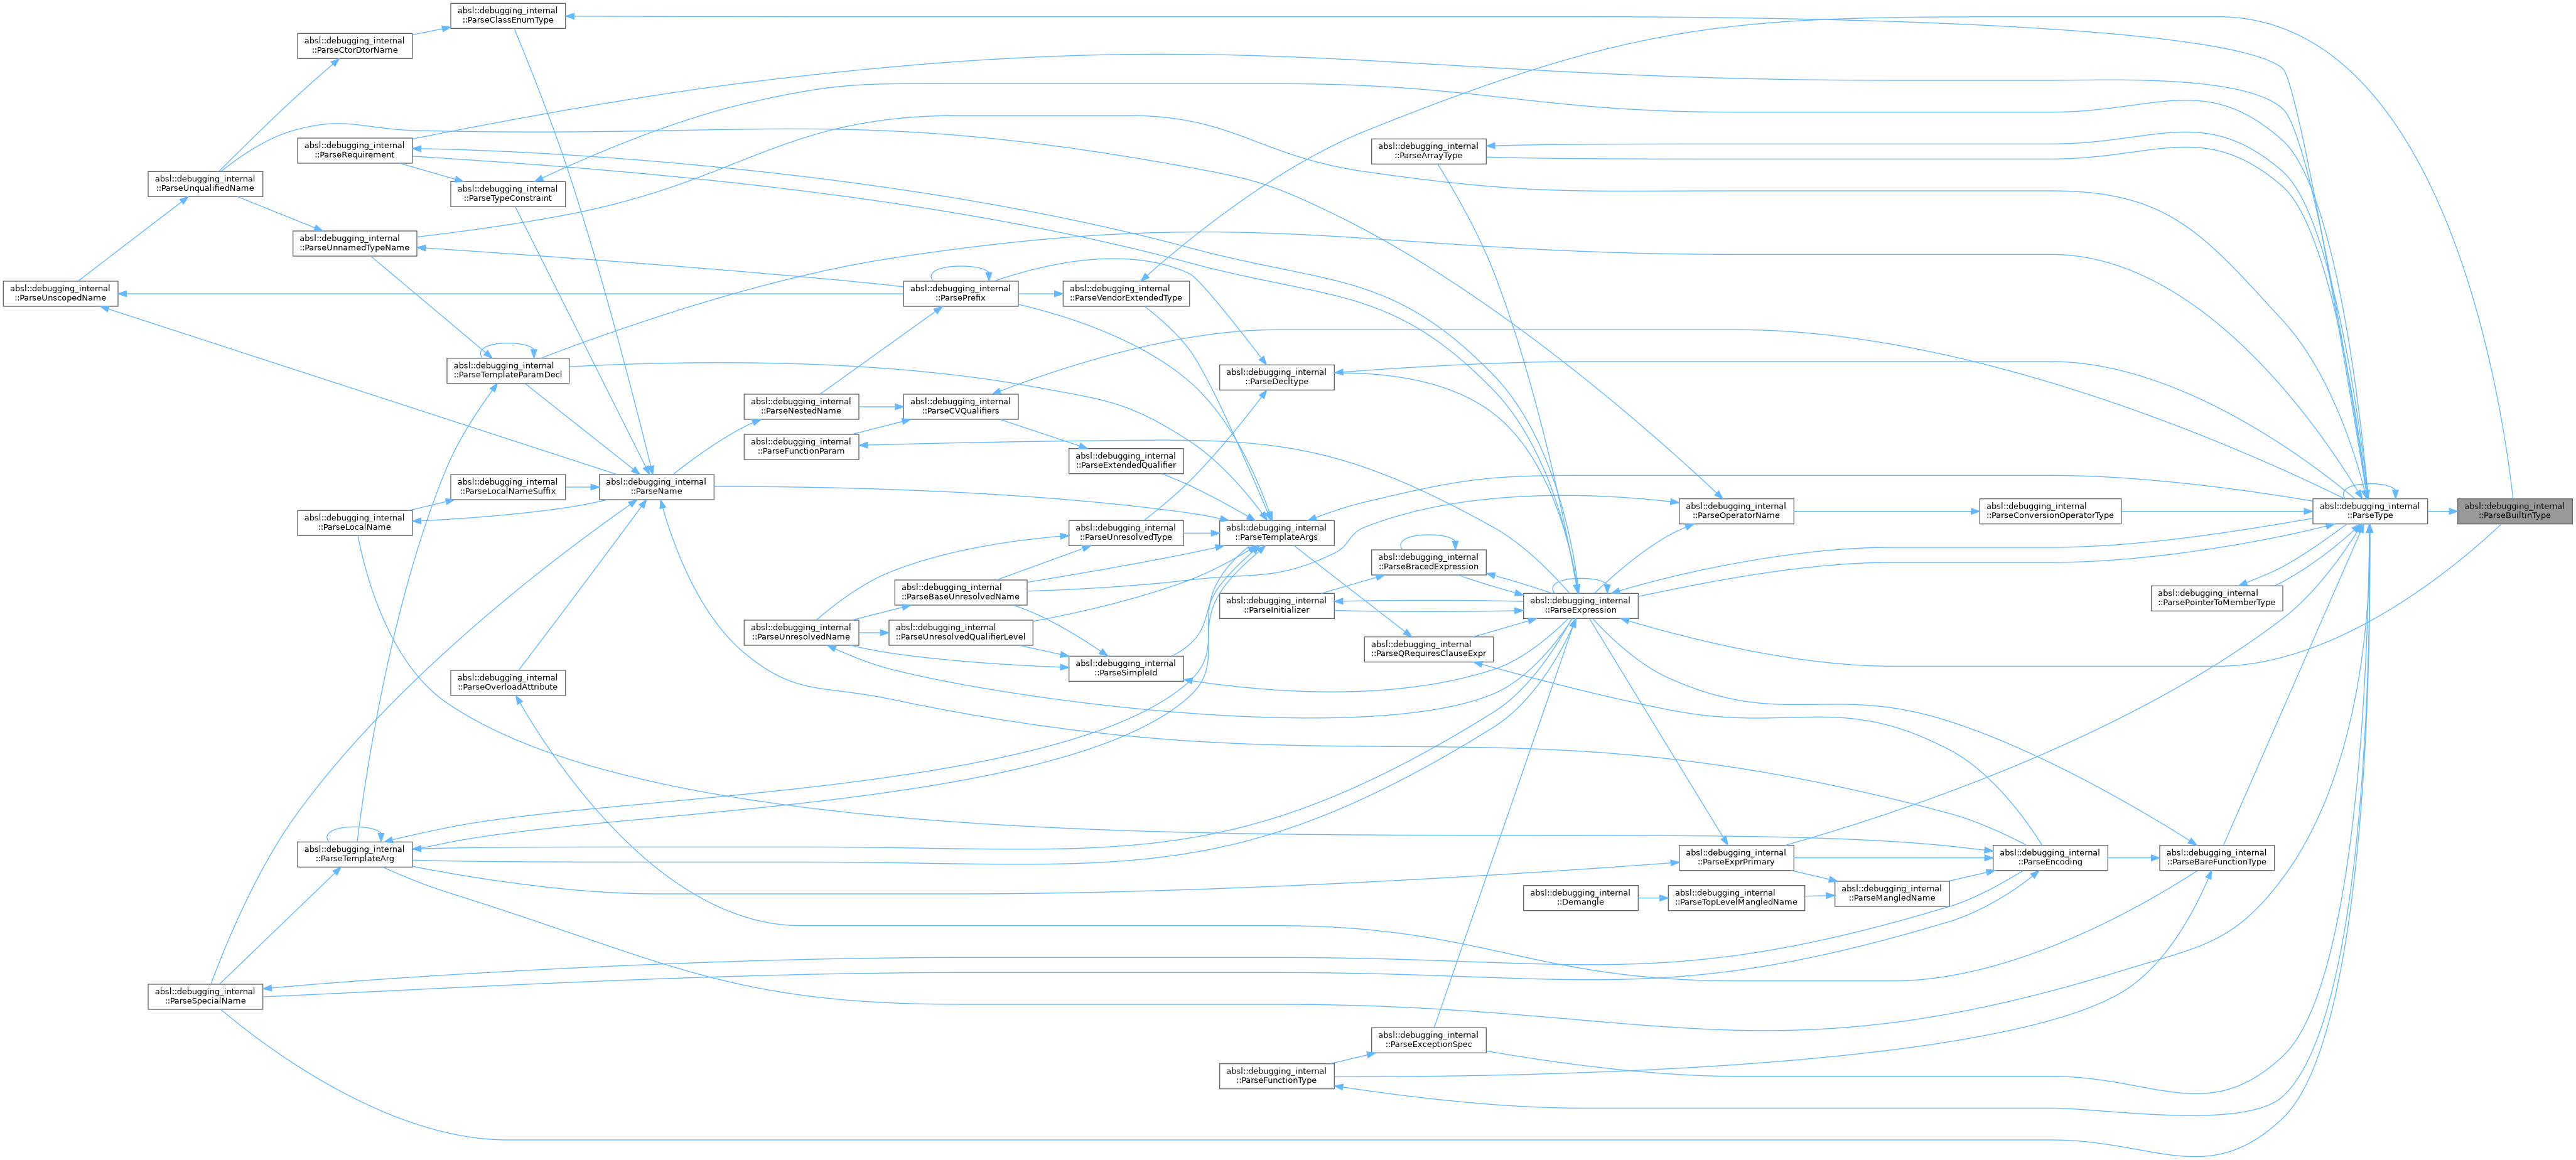 absl::debugging_internal
::ParseClassEnumType
absl::debugging_internal
::ParseCtorDtorName
absl::debugging_internal
::ParseRequirement
absl::debugging_internal
::ParseArrayType
absl::debugging_internal
::ParseUnqualifiedName
absl::debugging_internal
::ParseTypeConstraint
absl::debugging_internal
::ParseUnnamedTypeName
absl::debugging_internal
::ParseUnscopedName
absl::debugging_internal
::ParsePrefix
absl::debugging_internal
::ParseVendorExtendedType
absl::debugging_internal
::ParseTemplateParamDecl
absl::debugging_internal
::ParseDecltype
absl::debugging_internal
::ParseNestedName
absl::debugging_internal
::ParseCVQualifiers
absl::debugging_internal
::ParseFunctionParam
absl::debugging_internal
::ParseExtendedQualifier
absl::debugging_internal
::ParseLocalNameSuffix
absl::debugging_internal
::ParseName
absl::debugging_internal
::ParseOperatorName
absl::debugging_internal
::ParseConversionOperatorType
absl::debugging_internal
::ParseType
absl::debugging_internal
::ParseBuiltinType
absl::debugging_internal
::ParseLocalName
absl::debugging_internal
::ParseUnresolvedType
absl::debugging_internal
::ParseTemplateArgs
absl::debugging_internal
::ParseBracedExpression
absl::debugging_internal
::ParseBaseUnresolvedName
absl::debugging_internal
::ParseInitializer
absl::debugging_internal
::ParseExpression
absl::debugging_internal
::ParsePointerToMemberType
absl::debugging_internal
::ParseUnresolvedName
absl::debugging_internal
::ParseUnresolvedQualifierLevel
absl::debugging_internal
::ParseQRequiresClauseExpr
absl::debugging_internal
::ParseSimpleId
absl::debugging_internal
::ParseOverloadAttribute
absl::debugging_internal
::ParseTemplateArg
absl::debugging_internal
::ParseExprPrimary
absl::debugging_internal
::ParseEncoding
absl::debugging_internal
::ParseBareFunctionType
absl::debugging_internal
::Demangle
absl::debugging_internal
::ParseTopLevelMangledName
absl::debugging_internal
::ParseMangledName
absl::debugging_internal
::ParseSpecialName
absl::debugging_internal
::ParseExceptionSpec
absl::debugging_internal
::ParseFunctionType